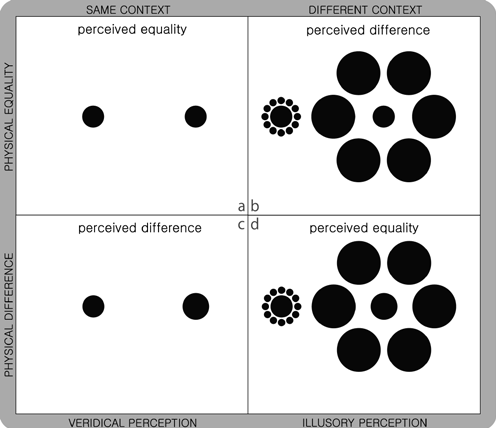 SAME CONTEXT
DIFFERENT CONTEXT
PHYSICAL EQUALITY
perceived equality
perceived difference
a b
c d
PHYSICAL DIFFERENCE
perceived difference
perceived equality
VERIDICAL PERCEPTION
ILLUSORY PERCEPTION